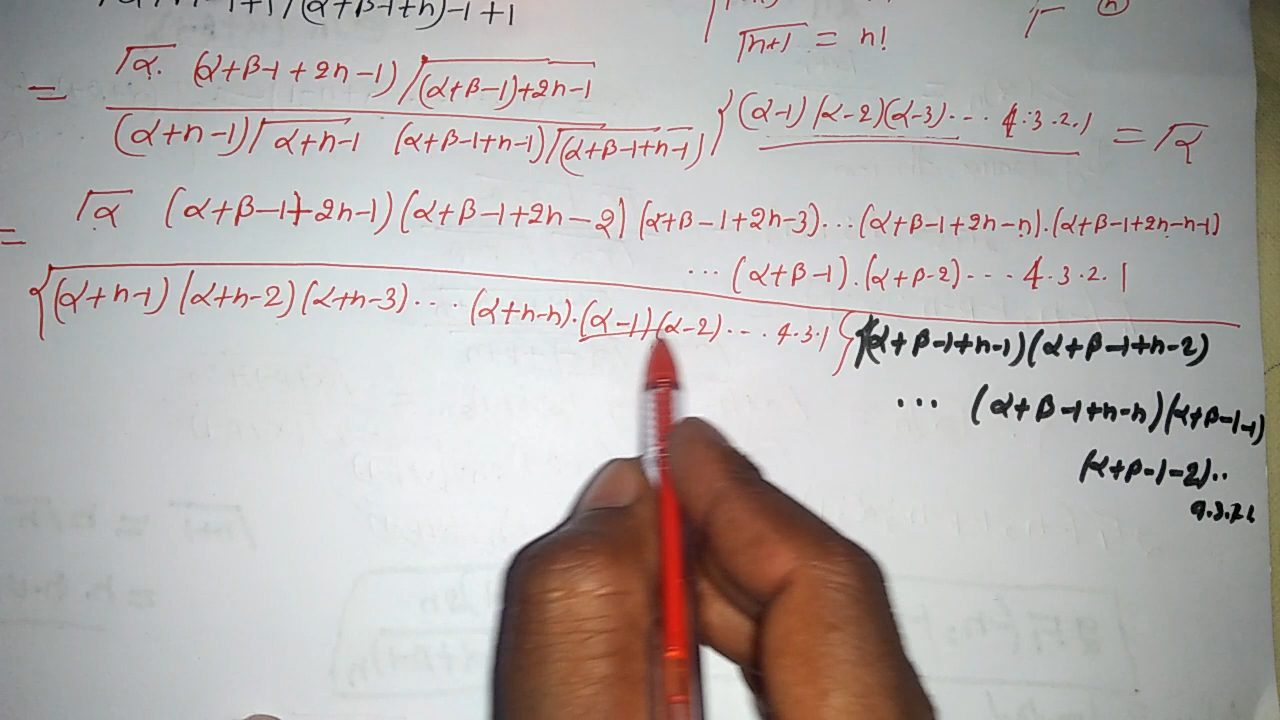 (α+β-1+n)-1+1
Γn+1 = n!
= Γα (α+β-1+2n-1) Γ(α+β-1)+2n-1
(α+n-1) Γα+n-1 (α+β-1+n-1) Γ(α+β-1+n-1) } (α-1)(α-2)(α-3)... 4.3.2.1 = Γα
= Γα (α+β-1+2n-1)(α+β-1+2n-2)(α+β-1+2n-3)...(α+β-1+2n-n).(α+β-1+2n-n-1)
...(α+β-1).(α+β-2)... 4.3.2.1
{(α+n-1)(α+n-2)(α+n-3)...(α+n-n).(α-1)(α-2)... 4.3.1} {(α+β-1+n-1)(α+β-1+n-2)
... (α+β-1+n-n)(α+β-1-1)
(α+β-1-2)..
4.3.2.1